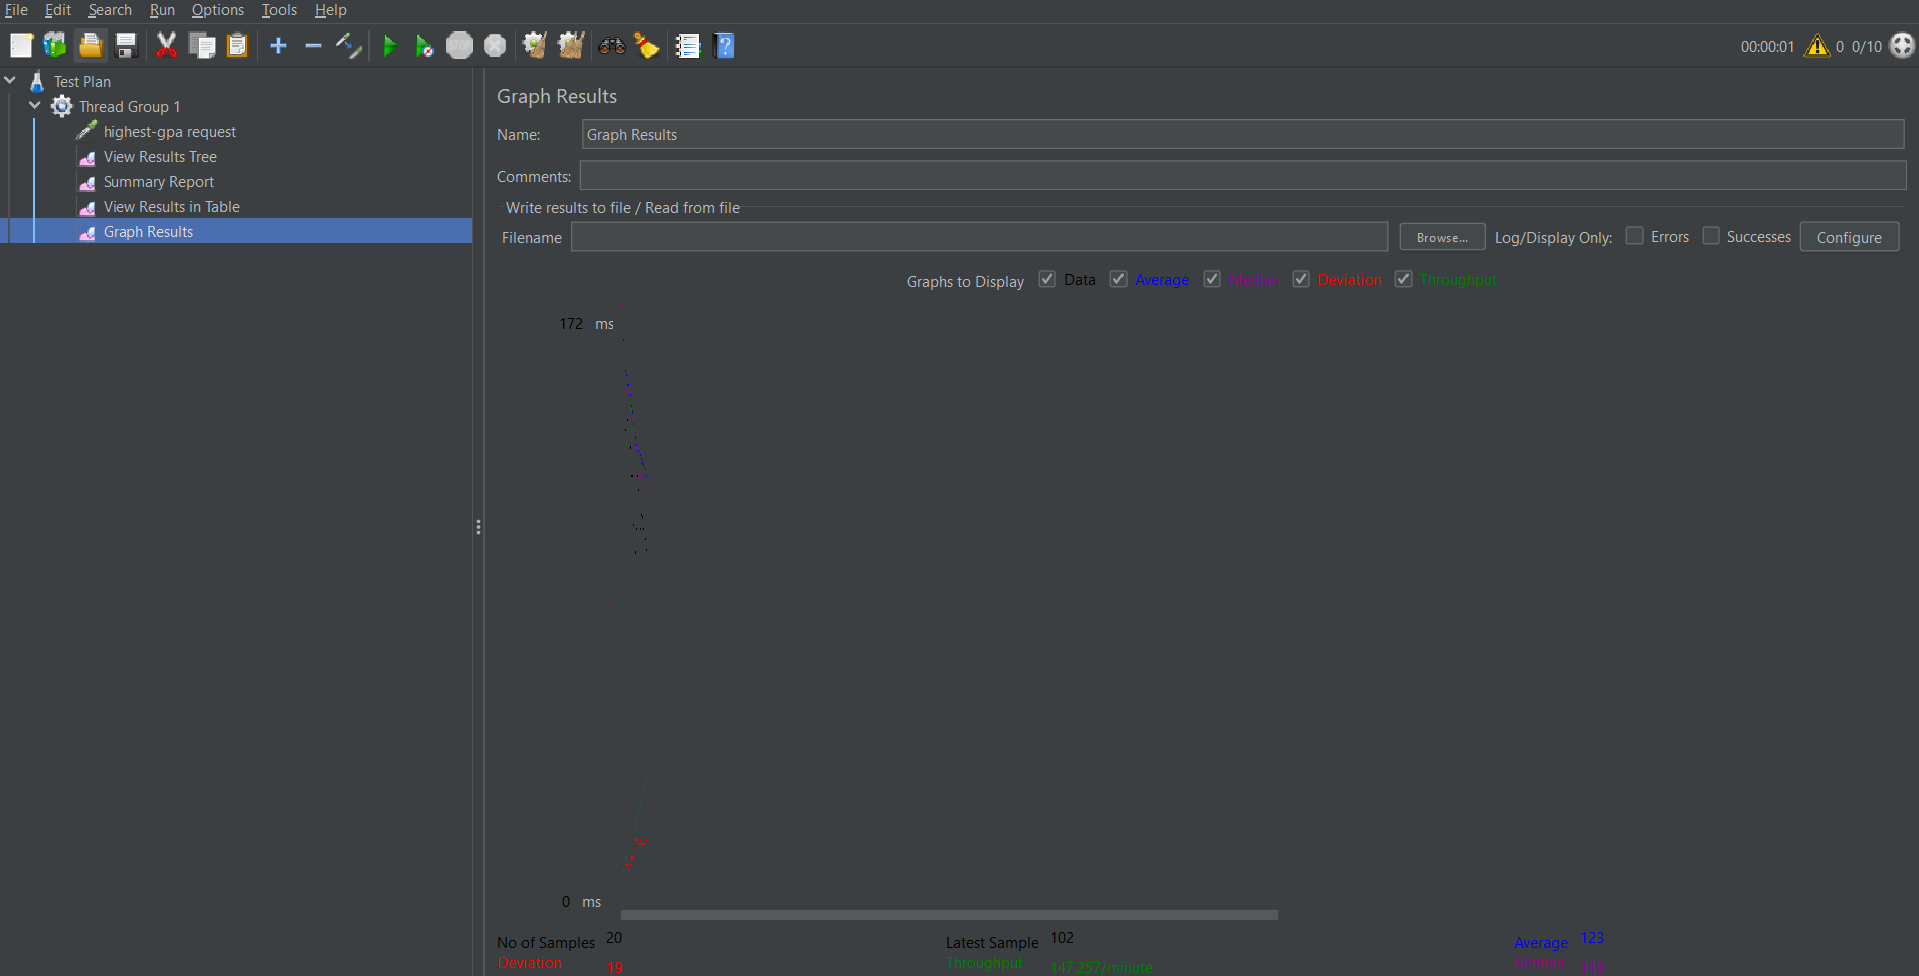 File Edit Search Run Options Tools Help
00:00:01 0 0/10
Test Plan
Thread Group 1
highest-gpa request
View Results Tree
Summary Report
View Results in Table
Graph Results
Graph Results
Name: Graph Results
Comments:
Write results to file / Read from file
Filename Browse... Log/Display Only: Errors Successes Configure
Graphs to Display Data Average Median Deviation Throughput
172 ms
0 ms
No of Samples 20 Latest Sample 102 Average 123
Deviation 19 Throughput 147.257/minute Median 119